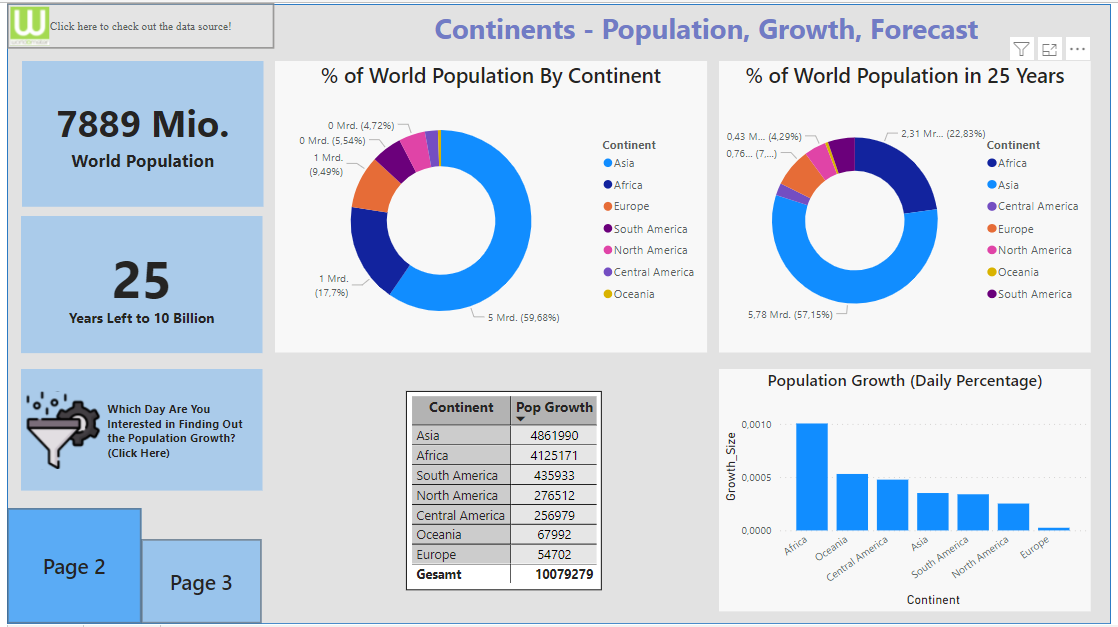 W
Click here to check out the data source!
Continents - Population, Growth, Forecast
7889 Mio.
World Population
25
Years Left to 10 Billion
Which Day Are You
Interested in Finding Out
the Population Growth?
(Click Here)
Page 2
Page 3
% of World Population By Continent
0 Mrd. (4,72%)
0 Mrd. (5,54%)
1 Mrd.
(9,49%)
1 Mrd.
(17,7%)
5 Mrd. (59,68%)
Continent
Asia
Africa
Europe
South America
North America
Central America
Oceania
% of World Population in 25 Years
0,43 M... (4,29%)
0,76... (7,...)
2,31 Mr... (22,83%)
5,78 Mrd. (57,15%)
Continent
Africa
Asia
Central America
Europe
North America
Oceania
South America
Continent Pop Growth
Asia 4861990
Africa 4125171
South America 435933
North America 276512
Central America 256979
Oceania 67992
Europe 54702
Gesamt 10079279
Population Growth (Daily Percentage)
Growth_Size
0,0010
0,0005
0,0000
Africa
Oceania
Central America
Asia
South America
North America
Europe
Continent